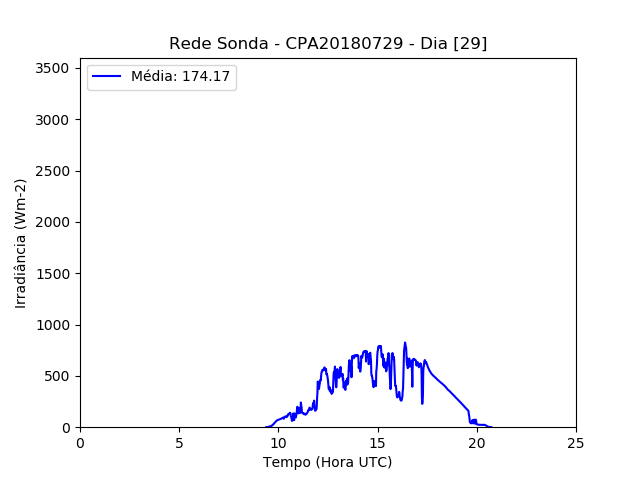 Rede Sonda - CPA20180729 - Dia [29]
Média: 174.17
3500
3000
2500
2000
1500
1000
500
0
Irradiância (Wm-2)
0 5 10 15 20 25
Tempo (Hora UTC)